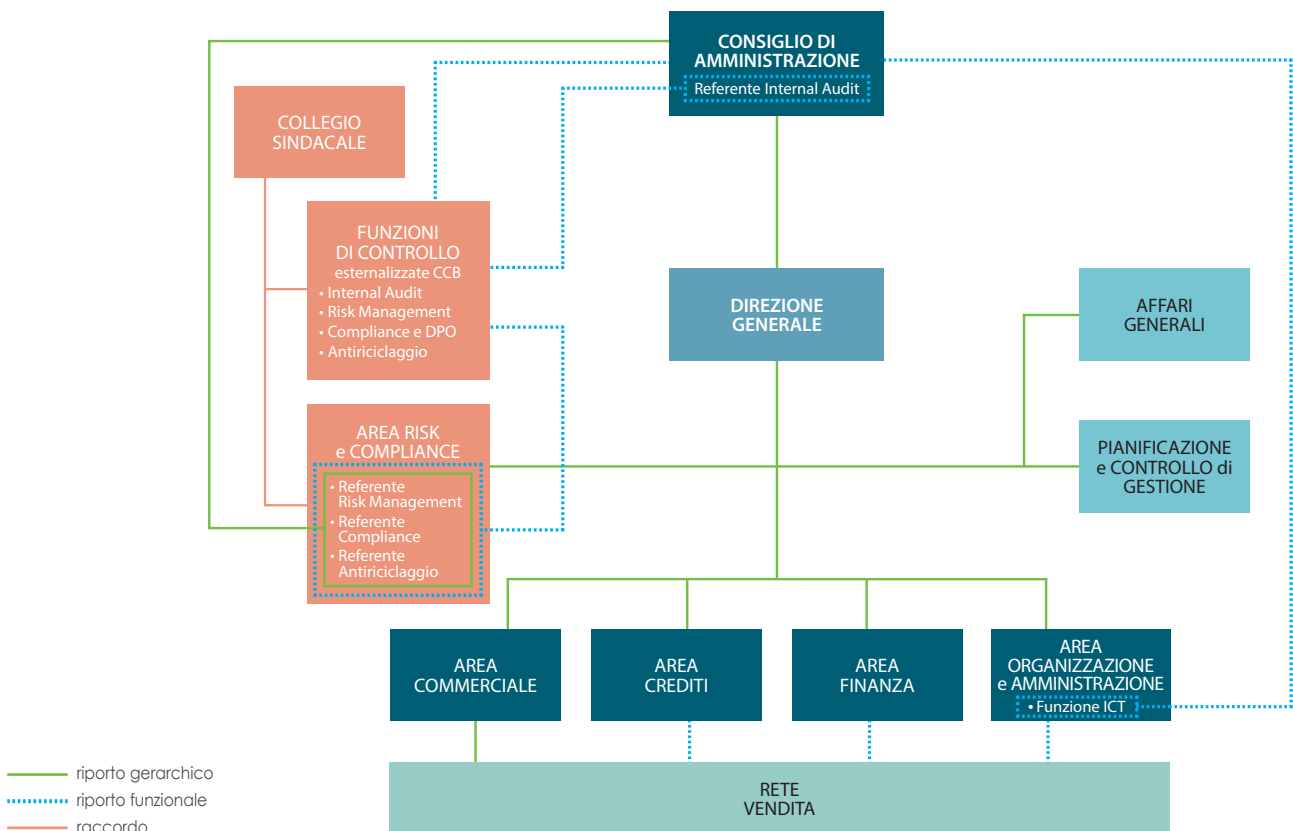 CONSIGLIO DI
AMMINISTRAZIONE
Referente Internal Audit
COLLEGIO
SINDACALE
FUNZIONI
DI CONTROLLO
esternalizzate CCB
• Internal Audit
• Risk Management
• Compliance e DPO
• Antiriciclaggio
DIREZIONE
GENERALE
AFFARI
GENERALI
AREA RISK
e COMPLIANCE
• Referente
Risk Management
• Referente
Compliance
• Referente
Antiriciclaggio
PIANIFICAZIONE
e CONTROLLO di
GESTIONE
AREA
COMMERCIALE
AREA
CREDITI
AREA
FINANZA
AREA
ORGANIZZAZIONE
e AMMINISTRAZIONE
• Funzione ICT
RETE
VENDITA
riporto gerarchico
riporto funzionale
raccordo